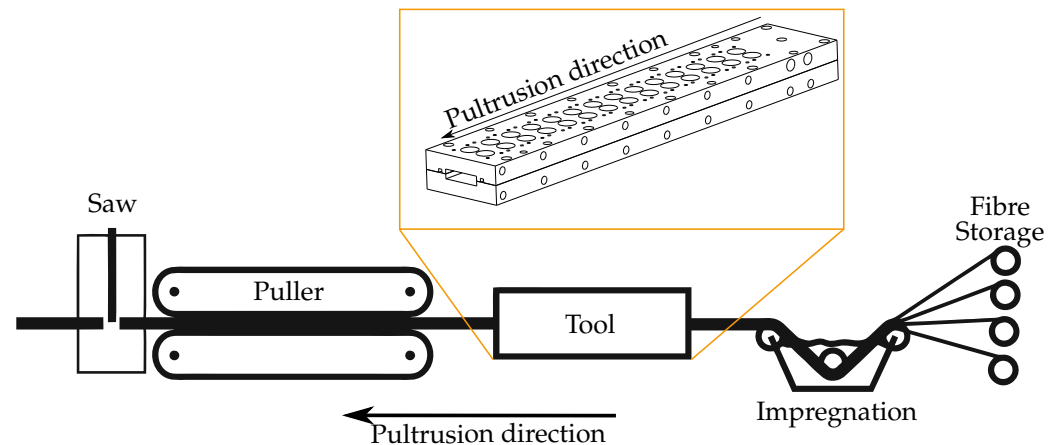 Pultrusion direction
Saw
Fibre
Storage
Puller
Tool
Impregnation
Pultrusion direction